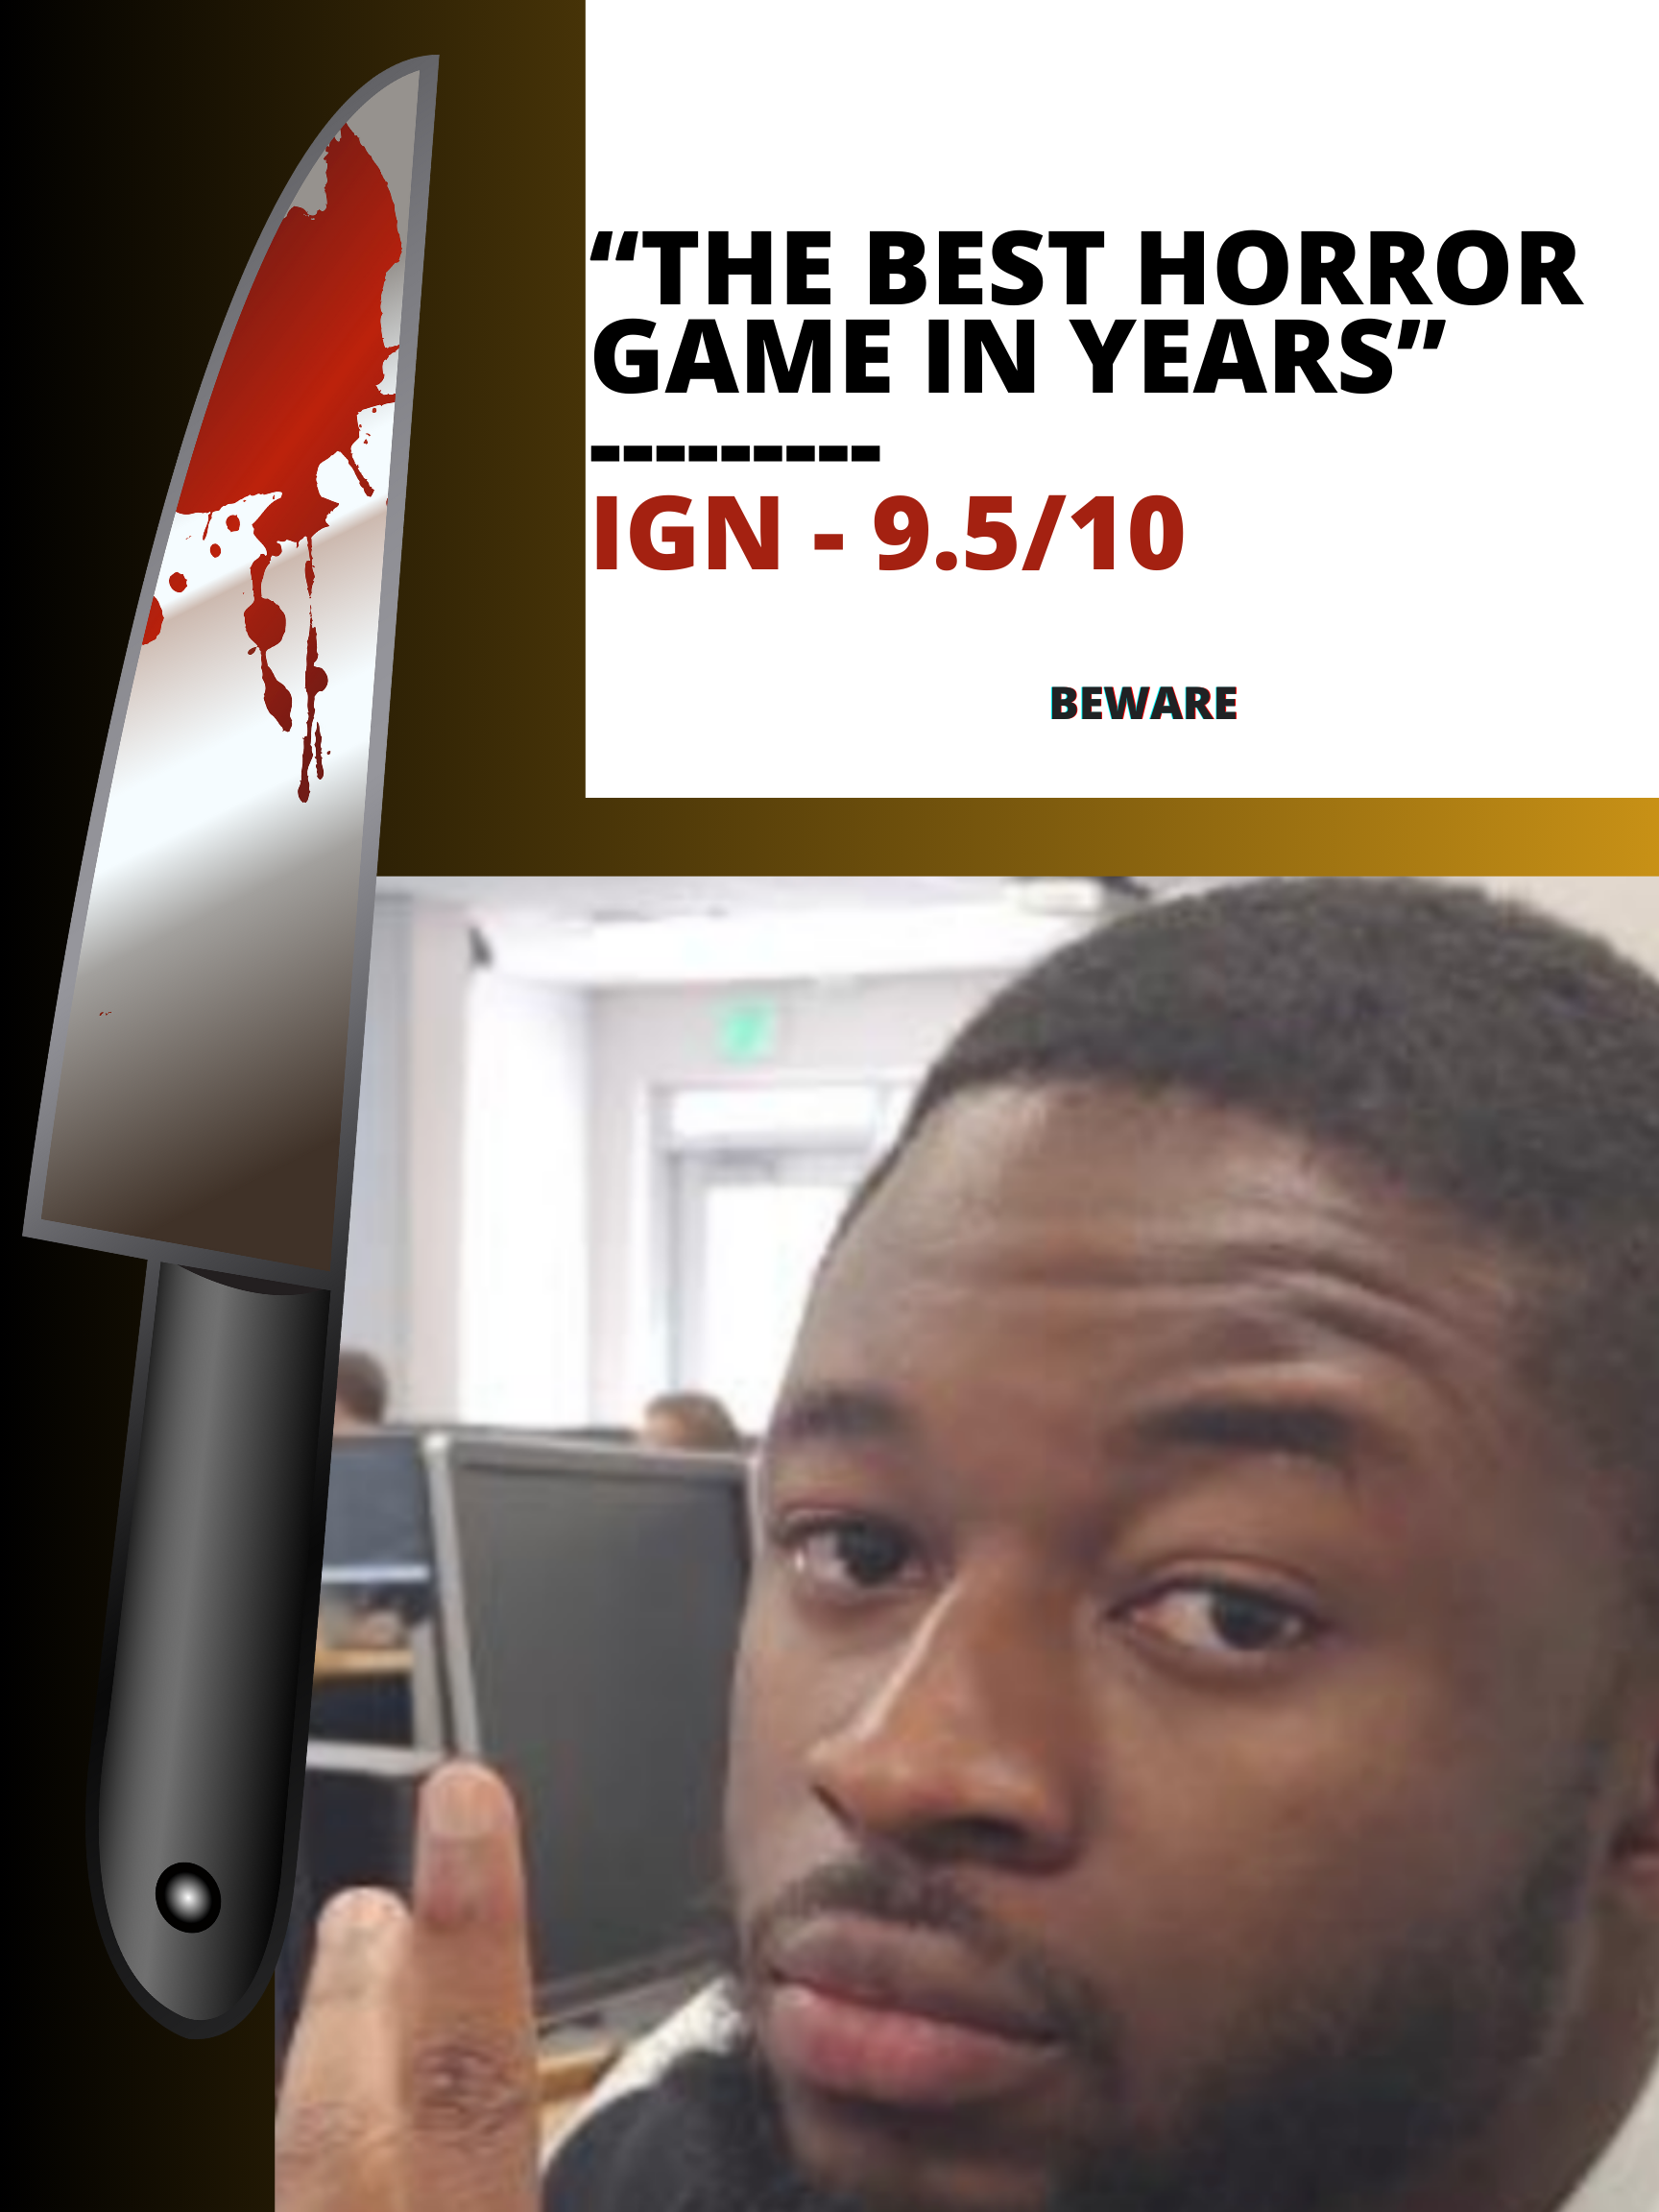 “THE BEST HORROR
GAME IN YEARS”
---------
IGN - 9.5/10
BEWARE